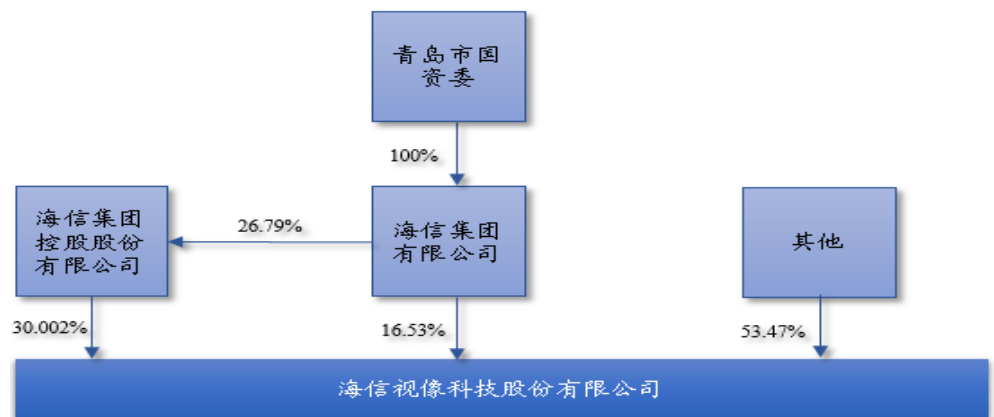 青岛市国
资委
100%
海信集团
控股股份
有限公司
26.79%
海信集团
有限公司
其他
30.002%
16.53%
53.47%
海信视像科技股份有限公司